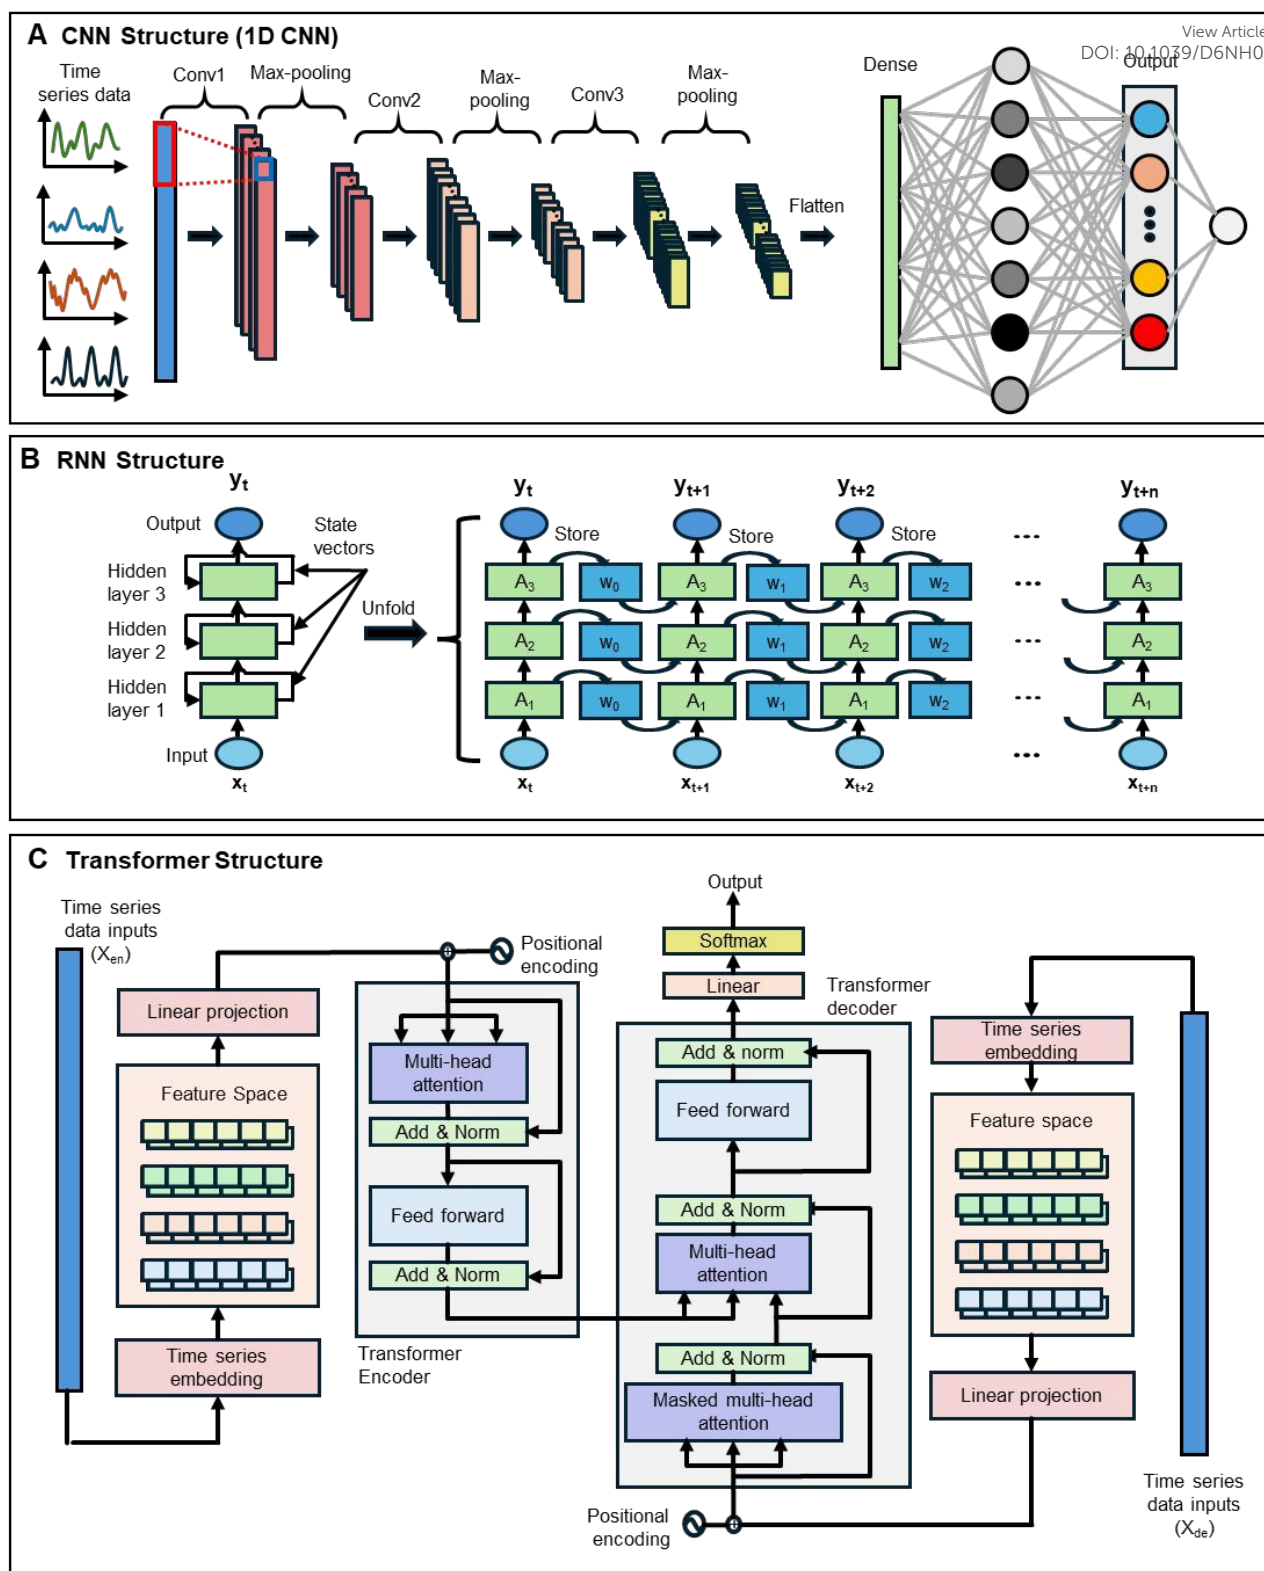 A CNN Structure (1D CNN)
View Article
DOI: 10.1039/D6NH0
Time
series data
Conv1
Max-pooling
Conv2
Max-
pooling
Conv3
Max-
pooling
Flatten
Dense
Output
B RNN Structure
yt
Output
State
vectors
Hidden
layer 3
Hidden
layer 2
Hidden
layer 1
Input
xt
Unfold
yt yt+1 yt+2 yt+n
Store Store Store
...
A3 w0 A3 w1 A3 w2 ... A3
A2 w0 A2 w1 A2 w2 ... A2
A1 w0 A1 w1 A1 w2 ... A1
...
xt xt+1 xt+2 xt+n
C Transformer Structure
Time series
data inputs
(Xen)
Linear projection
Feature Space
Time series
embedding
Positional
encoding
Multi-head
attention
Add & Norm
Feed forward
Add & Norm
Transformer
Encoder
Output
Softmax
Linear
Transformer
decoder
Add & norm
Feed forward
Add & Norm
Multi-head
attention
Add & Norm
Masked multi-head
attention
Positional
encoding
Time series
embedding
Feature space
Linear projection
Time series
data inputs
(Xde)